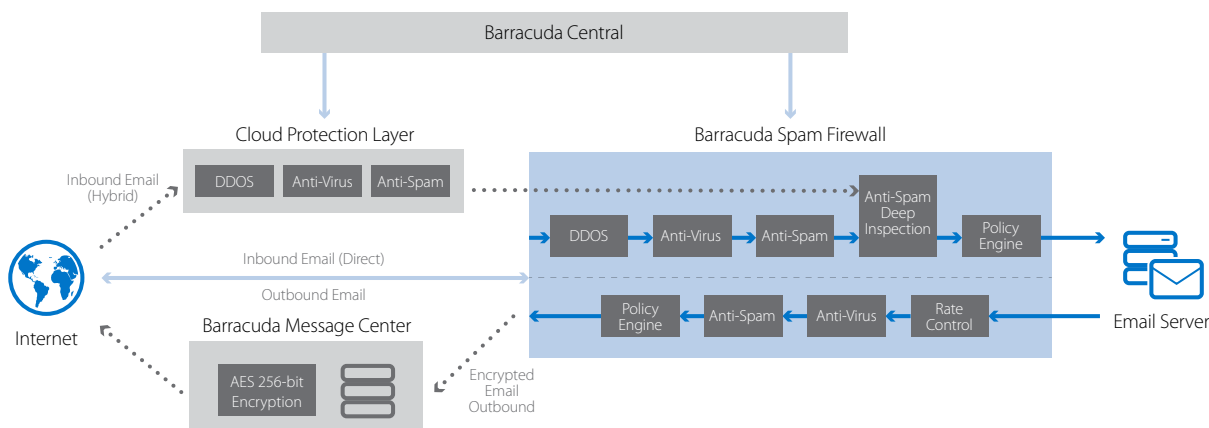 Barracuda Central
Cloud Protection Layer
Barracuda Spam Firewall
Inbound Email
(Hybrid)
DDOS
Anti-Virus
Anti-Spam
Anti-Spam
Deep
Inspection
DDOS
Anti-Virus
Anti-Spam
Policy
Engine
Inbound Email (Direct)
Outbound Email
Internet
Email Server
Policy
Engine
Anti-Spam
Anti-Virus
Rate
Control
Barracuda Message Center
AES 256-bit
Encryption
Encrypted
Email
Outbound